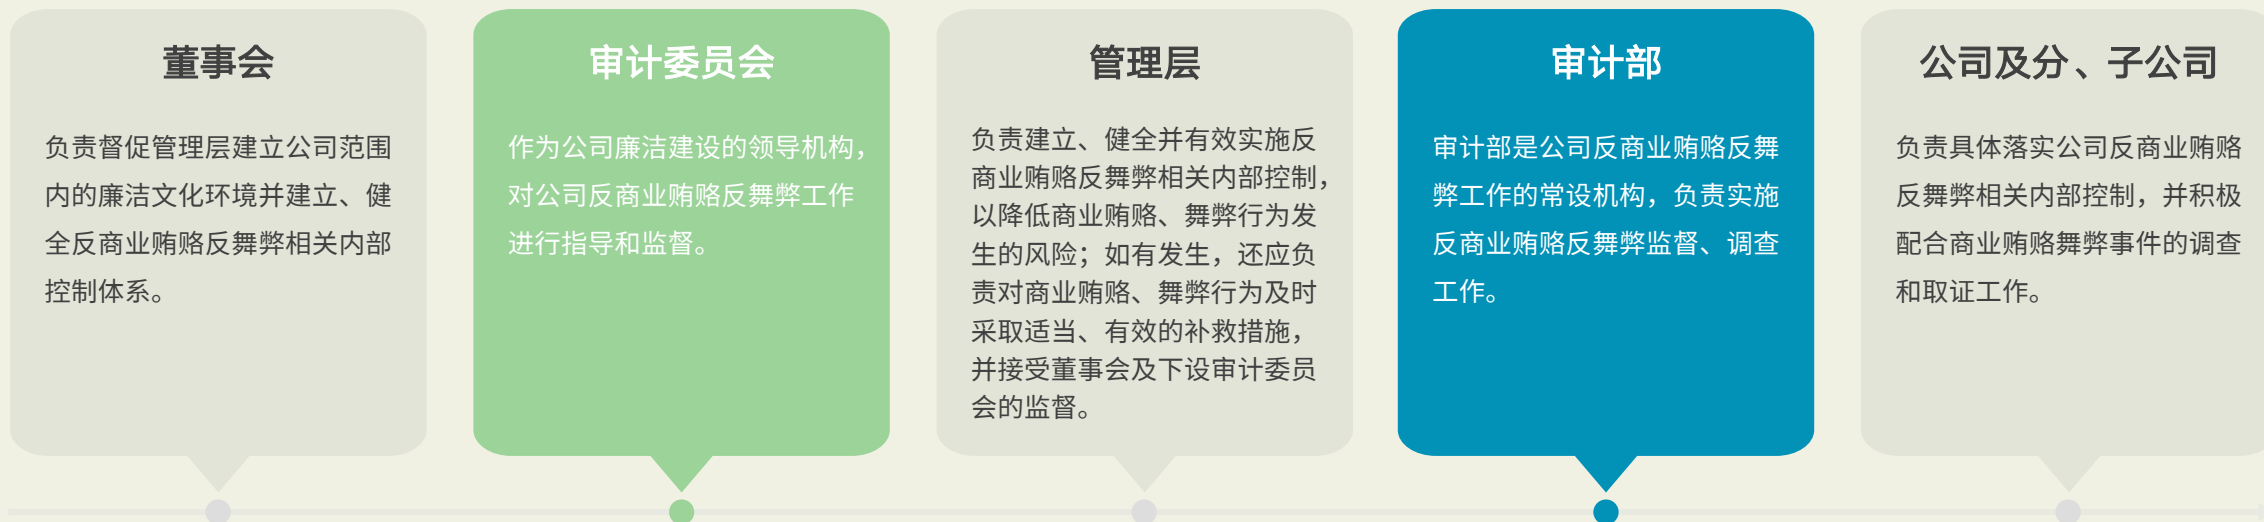 董事会
负责督促管理层建立公司范围
内的廉洁文化环境并建立、健
全反商业贿赂反舞弊相关内部
控制体系。
审计委员会
作为公司廉洁建设的领导机构，
对公司反商业贿赂反舞弊工作
进行指导和监督。
管理层
负责建立、健全并有效实施反
商业贿赂反舞弊相关内部控制，
以降低商业贿赂、舞弊行为发
生的风险；如有发生，还应负
责对商业贿赂、舞弊行为及时
采取适当、有效的补救措施，
并接受董事会及下设审计委员
会的监督。
审计部
审计部是公司反商业贿赂反舞
弊工作的常设机构，负责实施
反商业贿赂反舞弊监督、调查
工作。
公司及分、子公司
负责具体落实公司反商业贿赂
反舞弊相关内部控制，并积极
配合商业贿赂舞弊事件的调查
和取证工作。